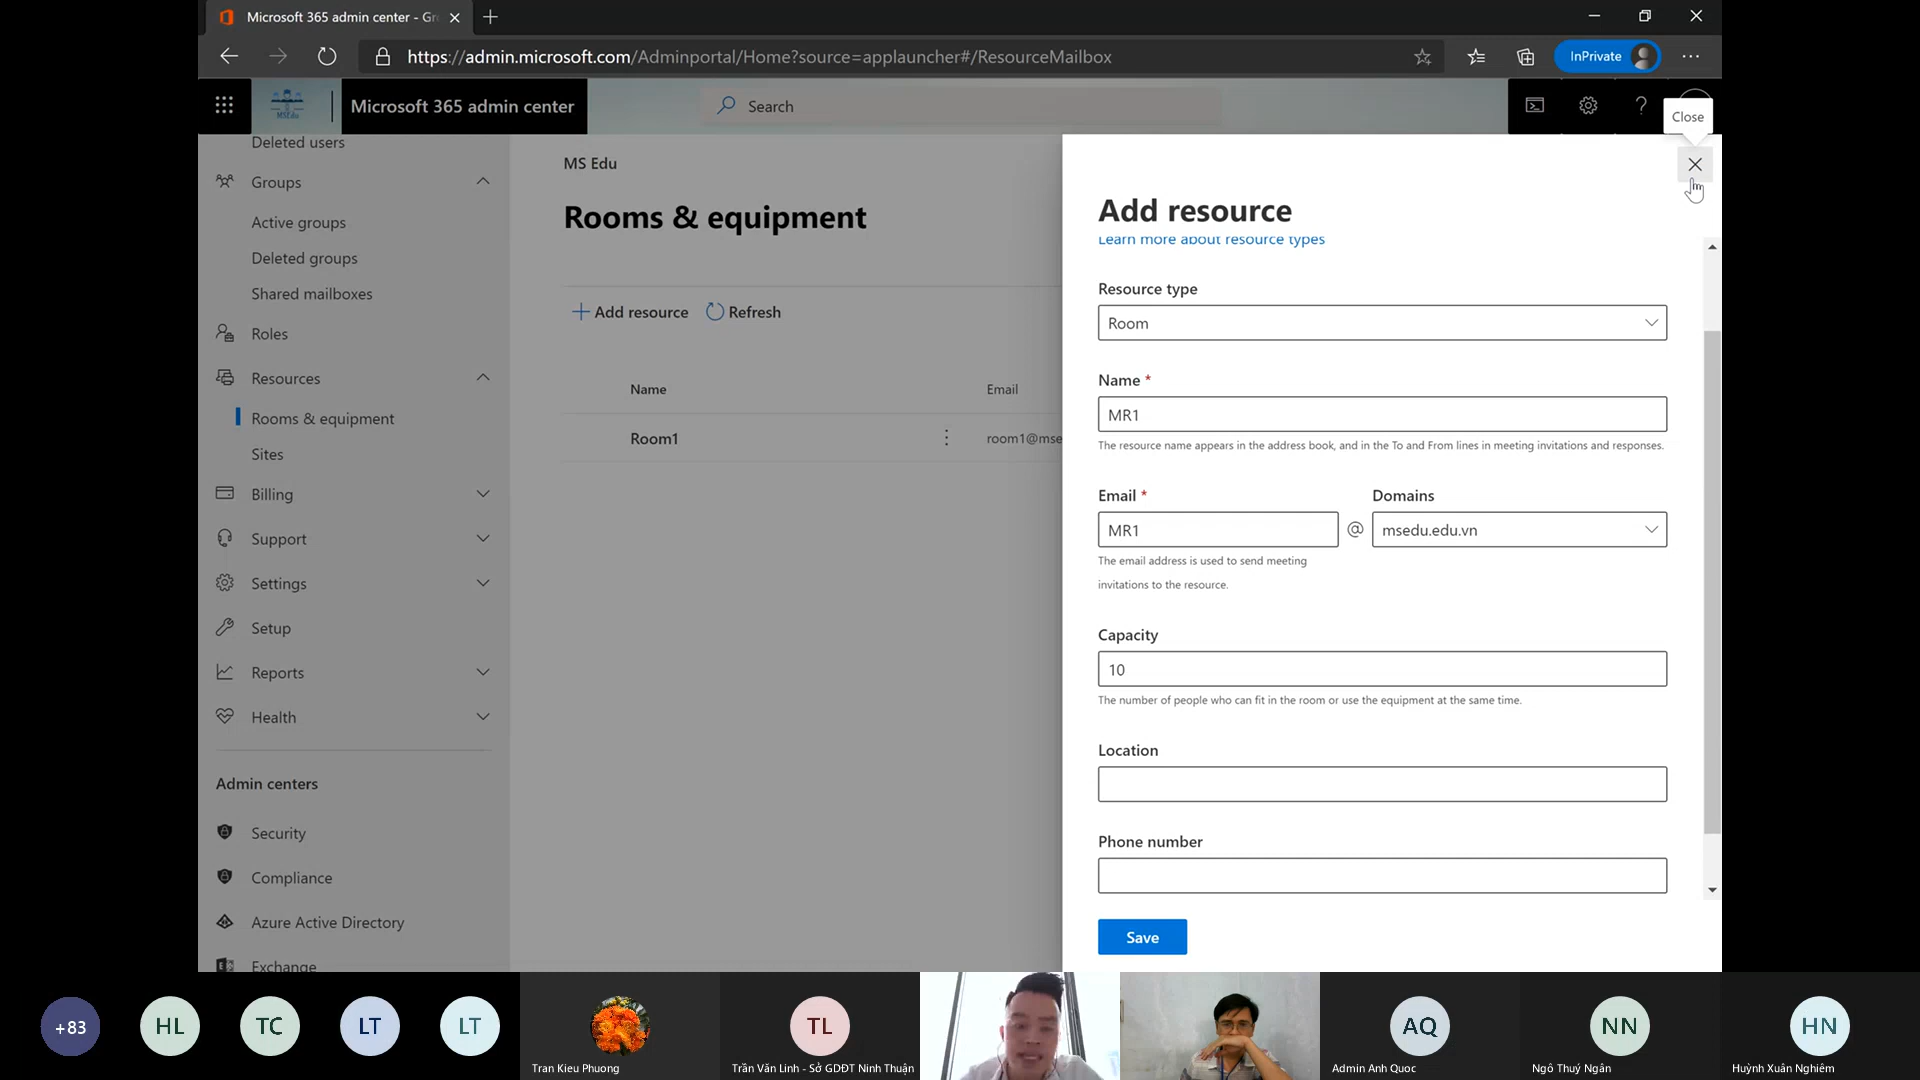 Microsoft 365 admin center - Gr
https://admin.microsoft.com/Adminportal/Home?source=applauncher#/ResourceMailbox
InPrivate
MSEdu
Microsoft 365 admin center
Search
Close
Deleted users
Groups
Active groups
Deleted groups
Shared mailboxes
Roles
Resources
Rooms & equipment
Sites
Billing
Support
Settings
Setup
Reports
Health
Admin centers
Security
Compliance
Azure Active Directory
Exchange
MS Edu
Rooms & equipment
Add resource Refresh
Name Email
Room1 room1@mse
Add resource
Learn more about resource types
Resource type
Room
Name *
MR1
The resource name appears in the address book, and in the To and From lines in meeting invitations and responses.
Email * Domains
MR1 @ msedu.edu.vn
The email address is used to send meeting
invitations to the resource.
Capacity
10
The number of people who can fit in the room or use the equipment at the same time.
Location
Phone number
Save
+83 HL TC LT LT TL AQ NN HN
Tran Kieu Phuong Trần Văn Linh - Sở GDĐT Ninh Thuận Admin Anh Quoc Ngô Thuý Ngân Huỳnh Xuân Nghiêm